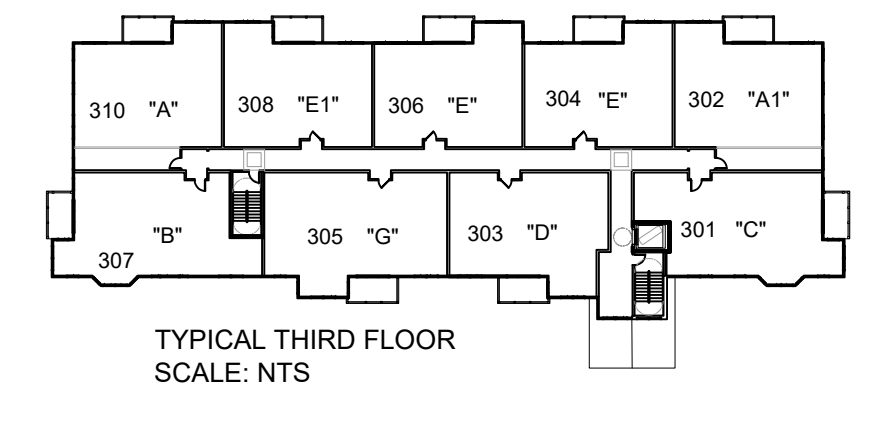 310 "A"
308 "E1"
306 "E"
304 "E"
302 "A1"
307 "B"
305 "G"
303 "D"
301 "C"
TYPICAL THIRD FLOOR
SCALE: NTS